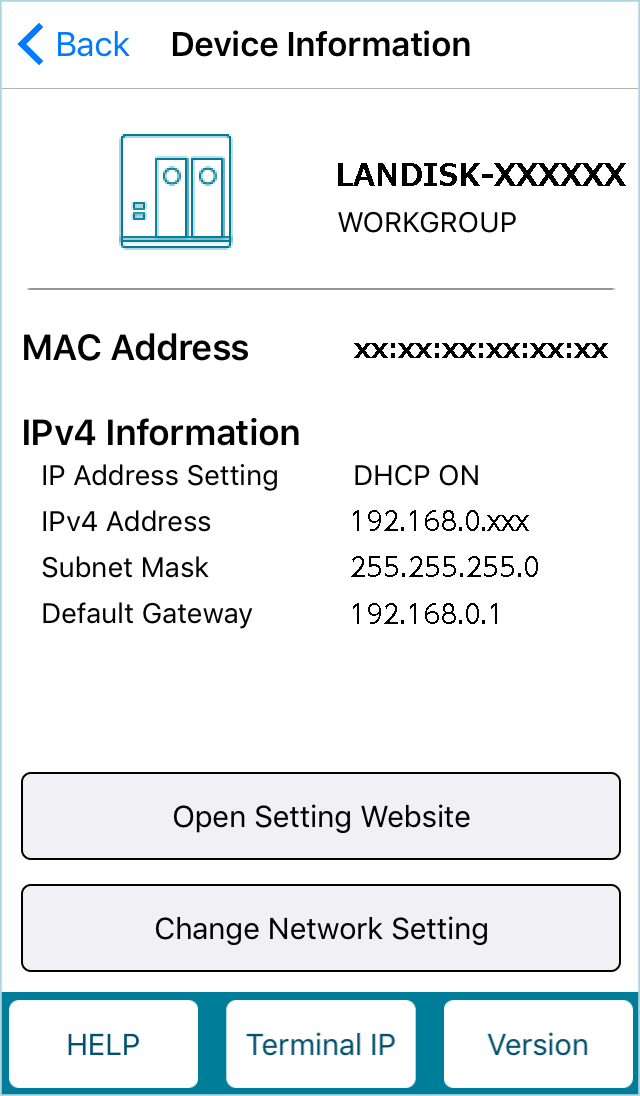 Back Device Information
LANDISK-XXXXXX
WORKGROUP
MAC Address xx:xx:xx:xx:xx:xx
IPv4 Information
IP Address Setting DHCP ON
IPv4 Address 192.168.0.xxx
Subnet Mask 255.255.255.0
Default Gateway 192.168.0.1
Open Setting Website
Change Network Setting
HELP Terminal IP Version